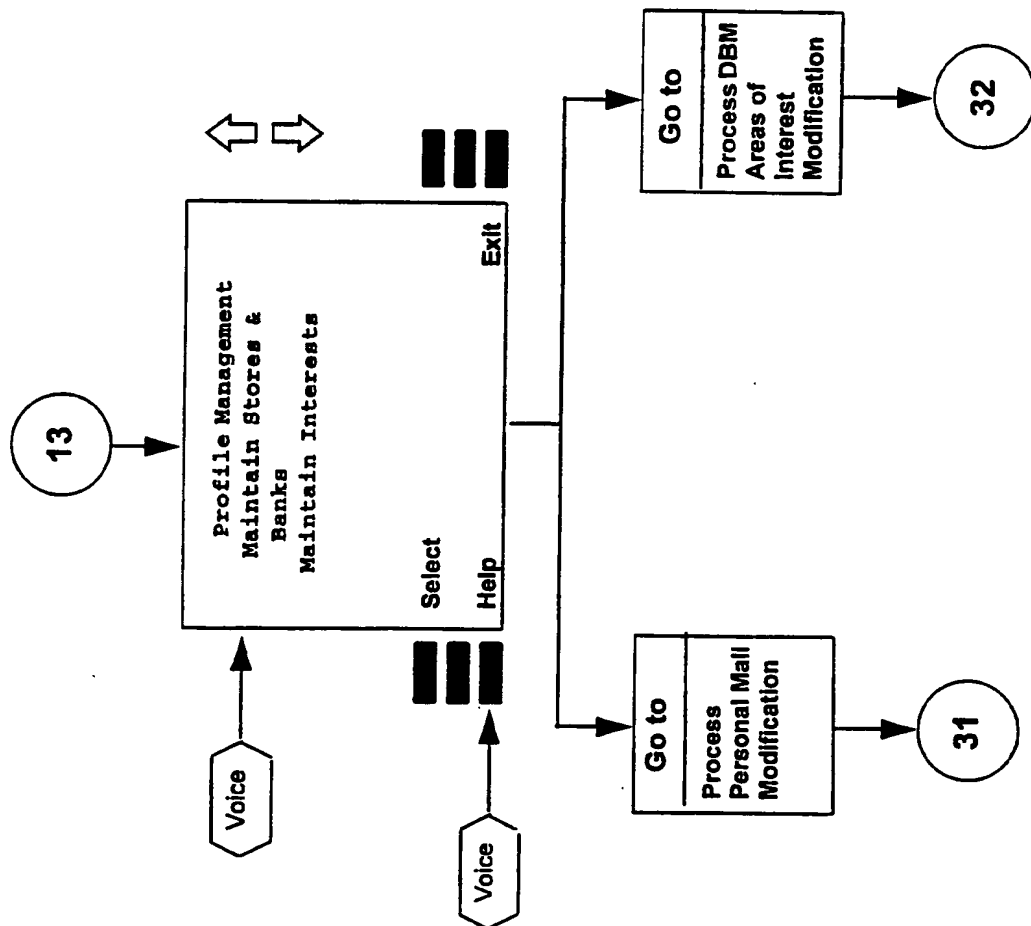 13
Voice
Profile Management
Maintain Stores &
Banks
Maintain Interests
Select
Voice
Help
Exit
Go to
Process
Personal Mall
Modification
Go to
Process DBM
Areas of
Interest
Modification
31
32